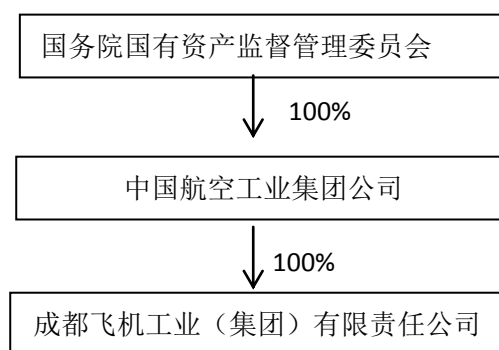 国务院国有资产监督管理委员会
100%
中国航空工业集团公司
100%
成都飞机工业（集团）有限责任公司